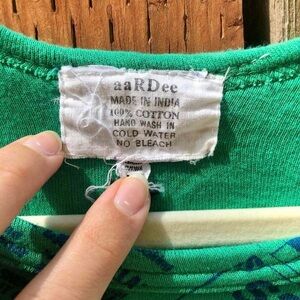 aaRDee
MADE IN INDIA
100% COTTON
HAND WASH IN
COLD WATER
NO BLEACH